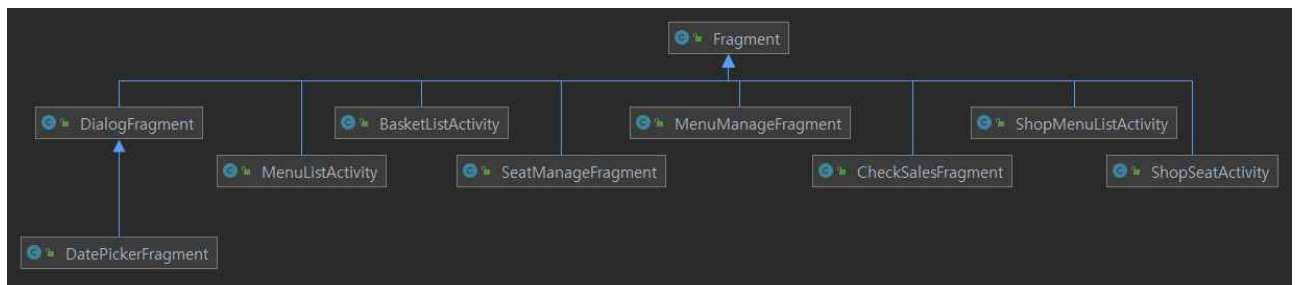 Fragment
DialogFragment
BasketListActivity
MenuManageFragment
ShopMenuListActivity
MenuListActivity
SeatManageFragment
CheckSalesFragment
ShopSeatActivity
DatePickerFragment